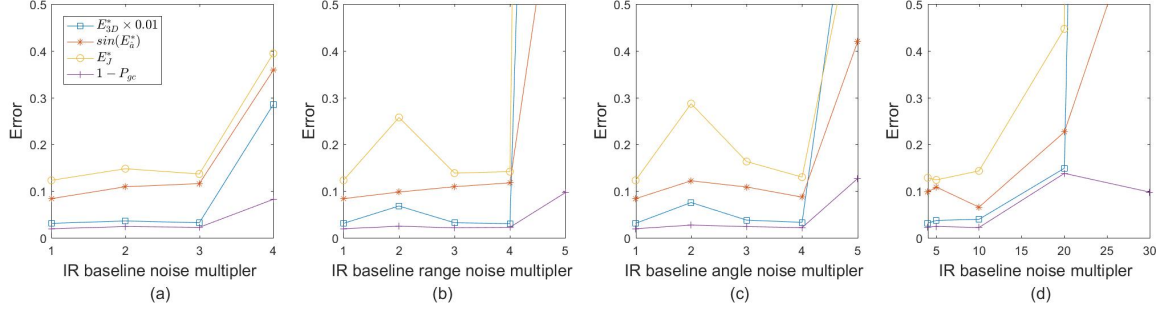 0.5
0.4
0.3
0.2
0.1
0
Error
E*3D × 0.01
sin(E*â)
E*J
1 − Pgc
1 2 3 4
IR baseline noise multipler
(a)
0.5
0.4
0.3
0.2
0.1
0
Error
1 2 3 4 5
IR baseline range noise multipler
(b)
0.5
0.4
0.3
0.2
0.1
0
Error
1 2 3 4 5
IR baseline angle noise multipler
(c)
0.5
0.4
0.3
0.2
0.1
0
Error
5 10 15 20 25 30
IR baseline noise multipler
(d)